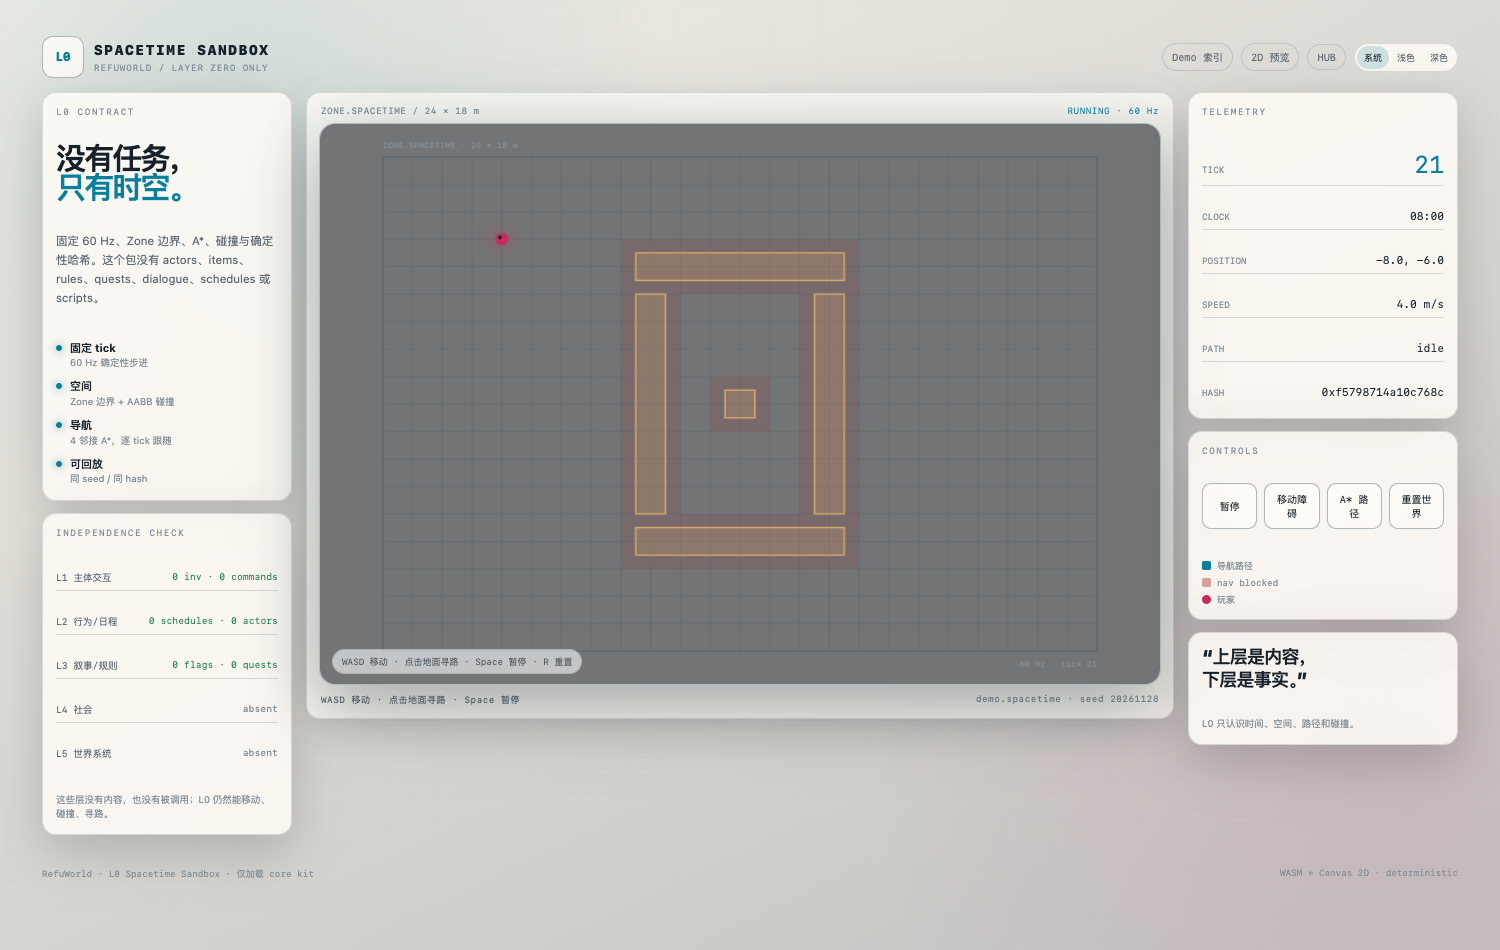 L0
SPACETIME SANDBOX
REFUWORLD / LAYER ZERO ONLY
Demo 索引
2D 预览
HUB
系统
浅色
深色
L0 CONTRACT
没有任务，
只有时空。
固定 60 Hz、Zone 边界、A*、碰撞与确定
性哈希。这个包没有 actors、items、
rules、quests、dialogue、schedules 或
scripts。
固定 tick
60 Hz 确定性步进
空间
Zone 边界 + AABB 碰撞
导航
4 邻接 A*，逐 tick 跟随
可回放
同 seed / 同 hash
INDEPENDENCE CHECK
L1 主体交互 0 inv · 0 commands
L2 行为/日程 0 schedules · 0 actors
L3 叙事/规则 0 flags · 0 quests
L4 社会 absent
L5 世界系统 absent
这些层没有内容，也没有被调用；L0 仍然能移动、
碰撞、寻路。
ZONE.SPACETIME / 24 × 18 m
RUNNING · 60 Hz
ZONE.SPACETIME · 24 × 18 m
60 Hz · tick 21
WASD 移动 · 点击地面寻路 · Space 暂停 · R 重置
WASD 移动 · 点击地面寻路 · Space 暂停
demo.spacetime · seed 20261128
TELEMETRY
TICK 21
CLOCK 08:00
POSITION −8.0, −6.0
SPEED 4.0 m/s
PATH idle
HASH 0xf5798714a10c768c
CONTROLS
暂停
移动障
碍
A* 路
径
重置世
界
导航路径
nav blocked
玩家
“上层是内容，
下层是事实。”
L0 只认识时间、空间、路径和碰撞。
RefuWorld · L0 Spacetime Sandbox · 仅加载 core kit
WASM + Canvas 2D · deterministic